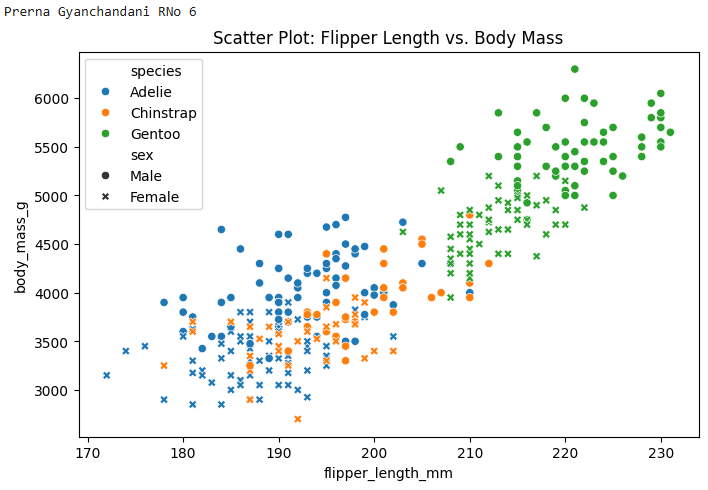 Prerna Gyanchandani RNo 6
Scatter Plot: Flipper Length vs. Body Mass
species
Adelie
Chinstrap
Gentoo
sex
Male
Female
body_mass_g
6000
5500
5000
4500
4000
3500
3000
170 180 190 200 210 220 230
flipper_length_mm